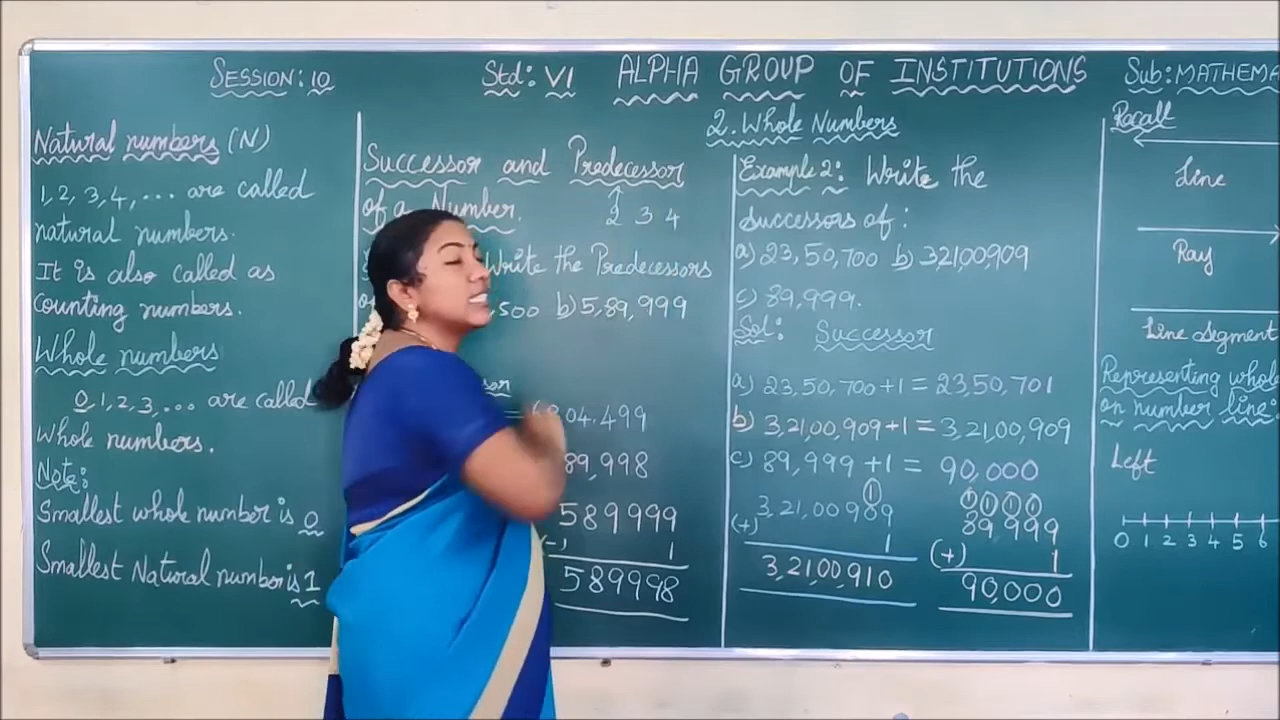 SESSION: 10
Std: VI
ALPHA GROUP OF INSTITUTIONS
Sub: MATHEMA
2. Whole Numbers
Natural numbers (N)
1, 2, 3, 4, ... are called
natural numbers.
It is also called as
counting numbers.
Whole numbers
0, 1, 2, 3, ... are called
Whole numbers.
Note:
Smallest whole number is 0
Smallest Natural number is 1
Successor and Predecessor
of a Number.
2 3 4
Write the Predecessors
,500 b) 5,89,999
= 04,499
89,998
589999
(-) 1
589998
Example 2: Write the
successors of:
a) 23,50,700 b) 3,21,00,909
c) 89,999.
Sol: Successor
a) 23,50,700+1 = 23,50,701
b) 3,21,00,909+1 = 3,21,00,909
c) 89,999 +1 = 90,000
1
3,21,00989
(+) 1
3,21,00,910
1 1 1 1
89,999
(+) 1
90,000
Recall
Line
Ray
Line Segment
Representing whole
on number line:
Left
0 1 2 3 4 5 6